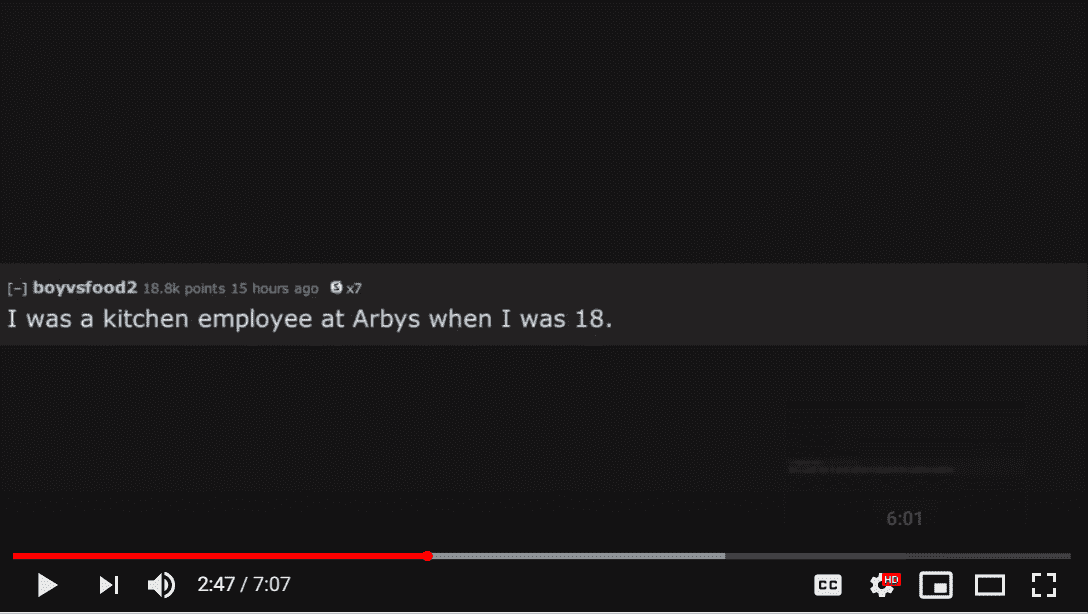 [–] boyvsfood2 18.8k points 15 hours ago S x7
I was a kitchen employee at Arbys when I was 18.
6:01
2:47 / 7:07 CC HD